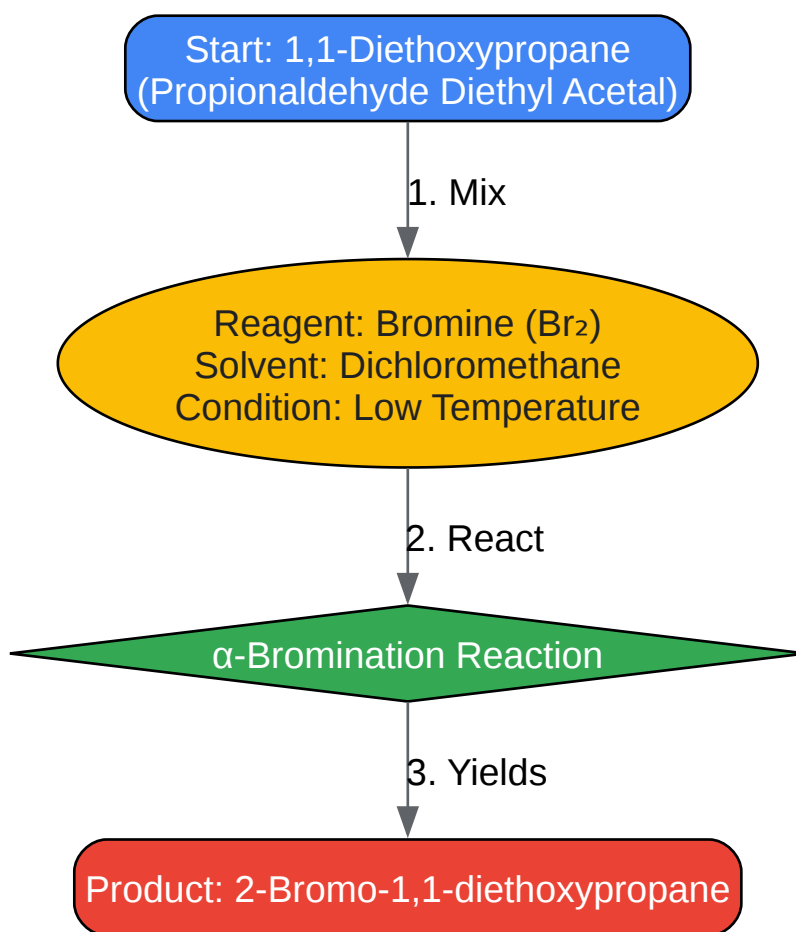 Start: 1,1-Diethoxypropane
(Propionaldehyde Diethyl Acetal)
1. Mix
Reagent: Bromine (Br₂)
Solvent: Dichloromethane
Condition: Low Temperature
2. React
α-Bromination Reaction
3. Yields
Product: 2-Bromo-1,1-diethoxypropane